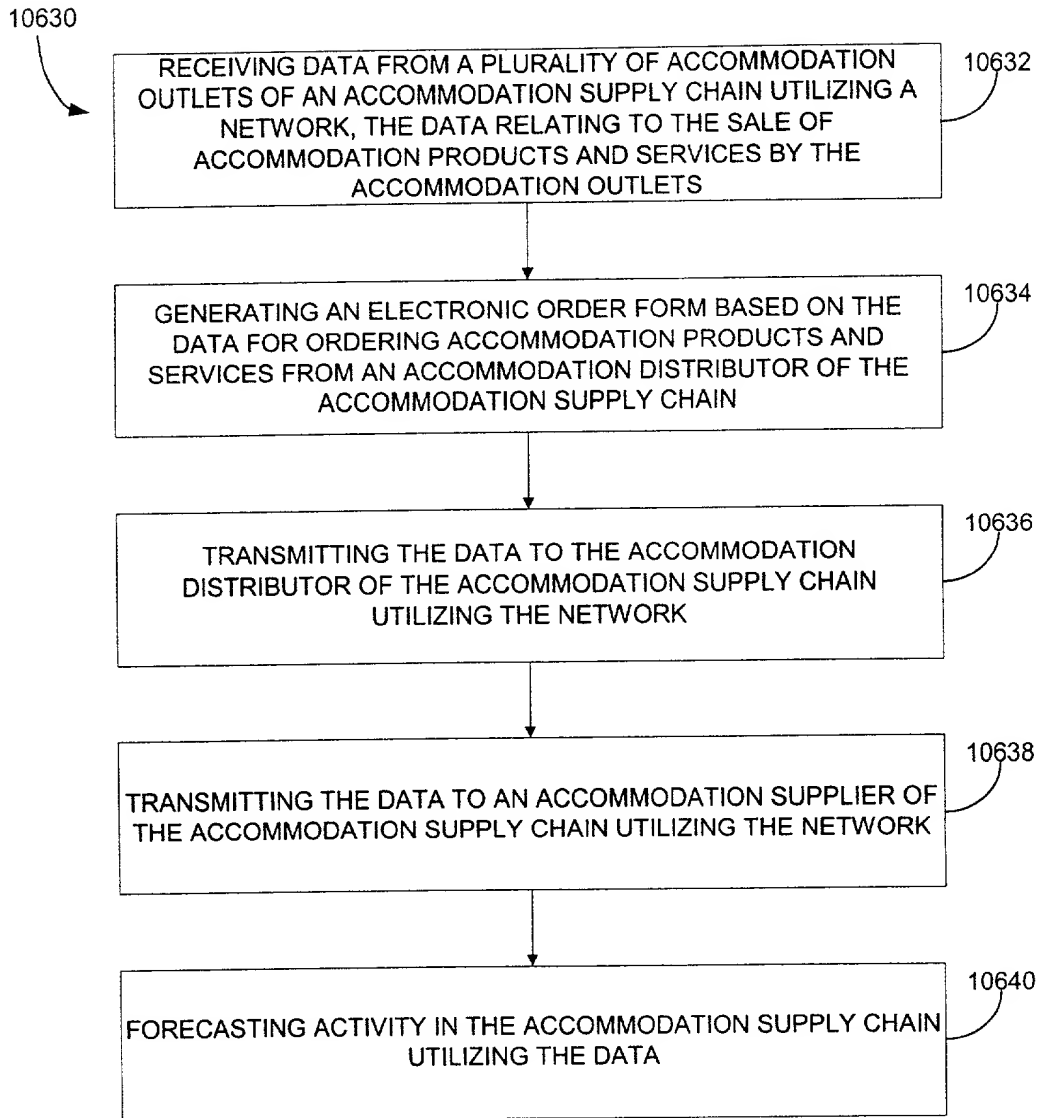 10630
RECEIVING DATA FROM A PLURALITY OF ACCOMMODATION
OUTLETS OF AN ACCOMMODATION SUPPLY CHAIN UTILIZING A
NETWORK, THE DATA RELATING TO THE SALE OF
ACCOMMODATION PRODUCTS AND SERVICES BY THE
ACCOMMODATION OUTLETS
10632
GENERATING AN ELECTRONIC ORDER FORM BASED ON THE
DATA FOR ORDERING ACCOMMODATION PRODUCTS AND
SERVICES FROM AN ACCOMMODATION DISTRIBUTOR OF THE
ACCOMMODATION SUPPLY CHAIN
10634
TRANSMITTING THE DATA TO THE ACCOMMODATION
DISTRIBUTOR OF THE ACCOMMODATION SUPPLY CHAIN
UTILIZING THE NETWORK
10636
TRANSMITTING THE DATA TO AN ACCOMMODATION SUPPLIER OF
THE ACCOMMODATION SUPPLY CHAIN UTILIZING THE NETWORK
10638
FORECASTING ACTIVITY IN THE ACCOMMODATION SUPPLY CHAIN
UTILIZING THE DATA
10640